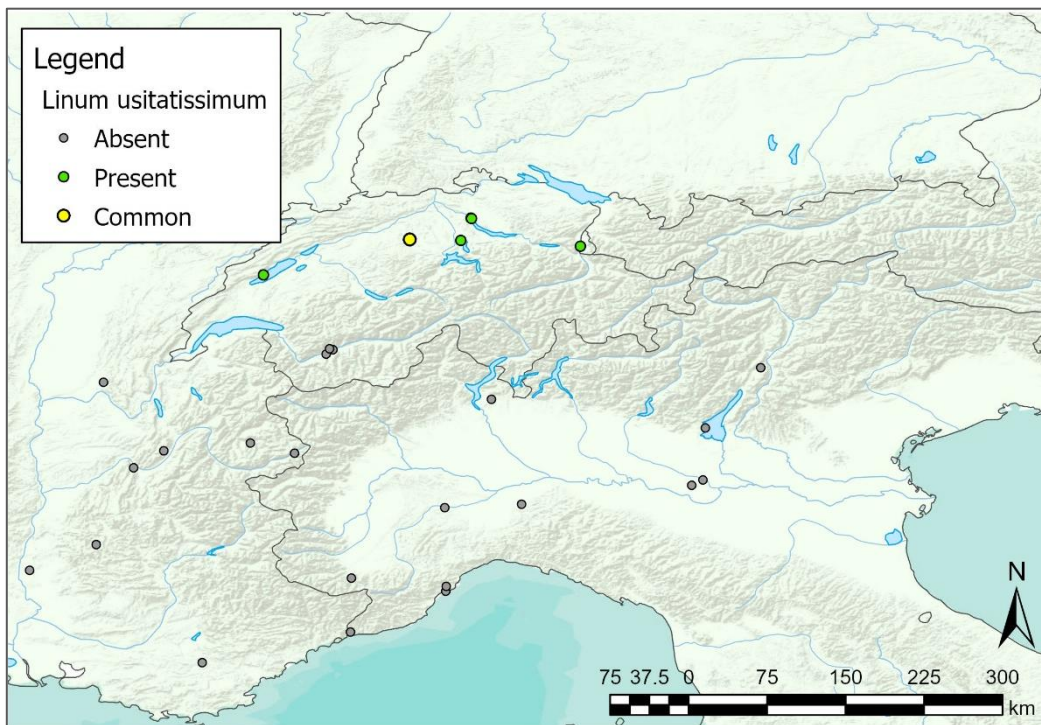 Legend
Linum usitatissimum
Absent
Present
Common
N
75 37.5 0 75 150 225 300
km